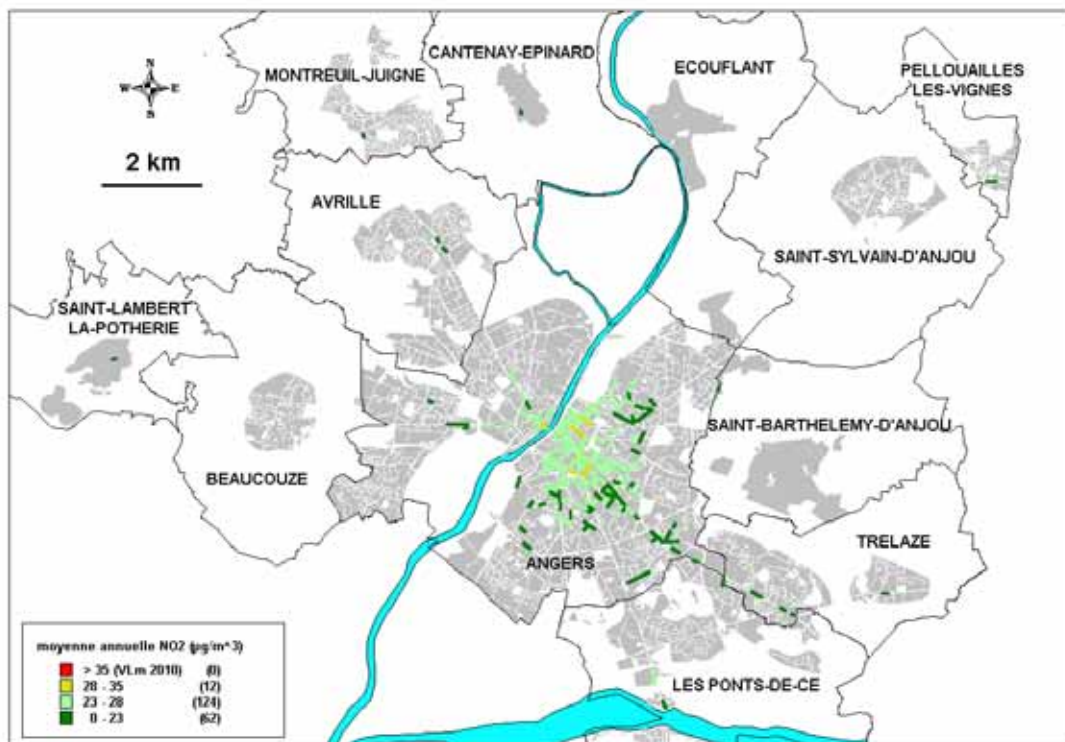 CANTENAY-EPINARD
MONTREUIL-JUIGNE
ECOUFLANT
PELLOUAILLES
LES-VIGNES
N
W E
S
2 km
AVRILLE
SAINT-SYLVAIN-D'ANJOU
SAINT-LAMBERT
LA-POTHERIE
SAINT-BARTHELEMY-D'ANJOU
BEAUCOUZE
TRELAZE
ANGERS
LES PONTS-DE-CE
moyenne annuelle NO2 (µg/m^3)
> 35 (VLm 2010) (0)
28 - 35 (12)
23 - 28 (124)
0 - 23 (62)